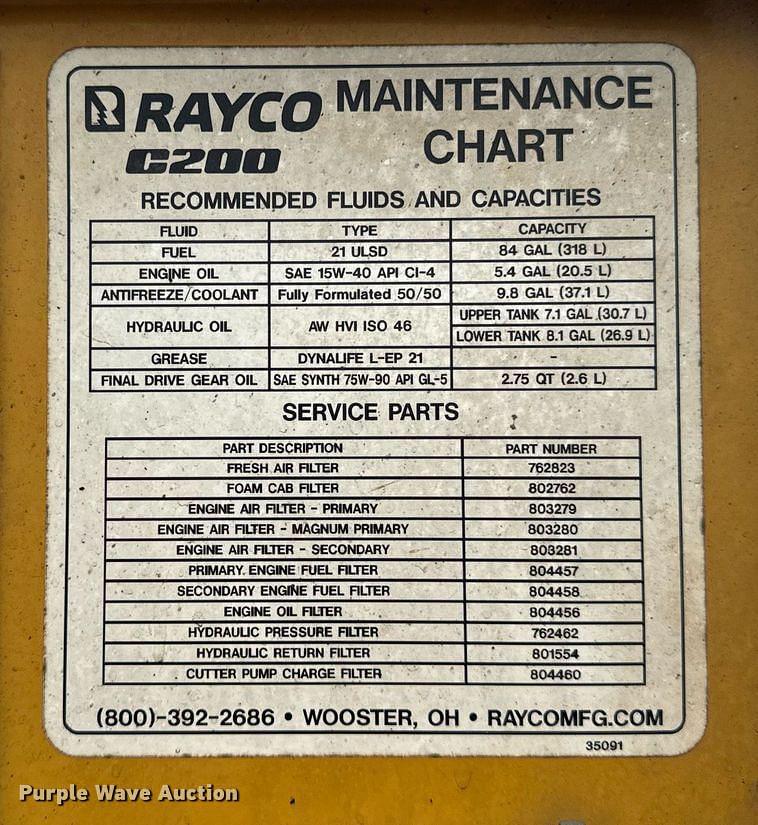 RAYCO MAINTENANCE
C200 CHART
RECOMMENDED FLUIDS AND CAPACITIES
FLUID TYPE CAPACITY
FUEL 21 ULSD 84 GAL (318 L)
ENGINE OIL SAE 15W-40 API CI-4 5.4 GAL (20.5 L)
ANTIFREEZE/COOLANT Fully Formulated 50/50 9.8 GAL (37.1 L)
HYDRAULIC OIL AW HVI ISO 46 UPPER TANK 7.1 GAL (30.7 L)
LOWER TANK 8.1 GAL (26.9 L)
GREASE DYNALIFE L-EP 21 -
FINAL DRIVE GEAR OIL SAE SYNTH 75W-90 API GL-5 2.75 QT (2.6 L)
SERVICE PARTS
PART DESCRIPTION PART NUMBER
FRESH AIR FILTER 762823
FOAM CAB FILTER 802762
ENGINE AIR FILTER - PRIMARY 803279
ENGINE AIR FILTER - MAGNUM PRIMARY 803280
ENGINE AIR FILTER - SECONDARY 803281
PRIMARY ENGINE FUEL FILTER 804457
SECONDARY ENGINE FUEL FILTER 804458
ENGINE OIL FILTER 804456
HYDRAULIC PRESSURE FILTER 762462
HYDRAULIC RETURN FILTER 801554
CUTTER PUMP CHARGE FILTER 804460
(800)-392-2686 • WOOSTER, OH • RAYCOMFG.COM
35091
Purple Wave Auction